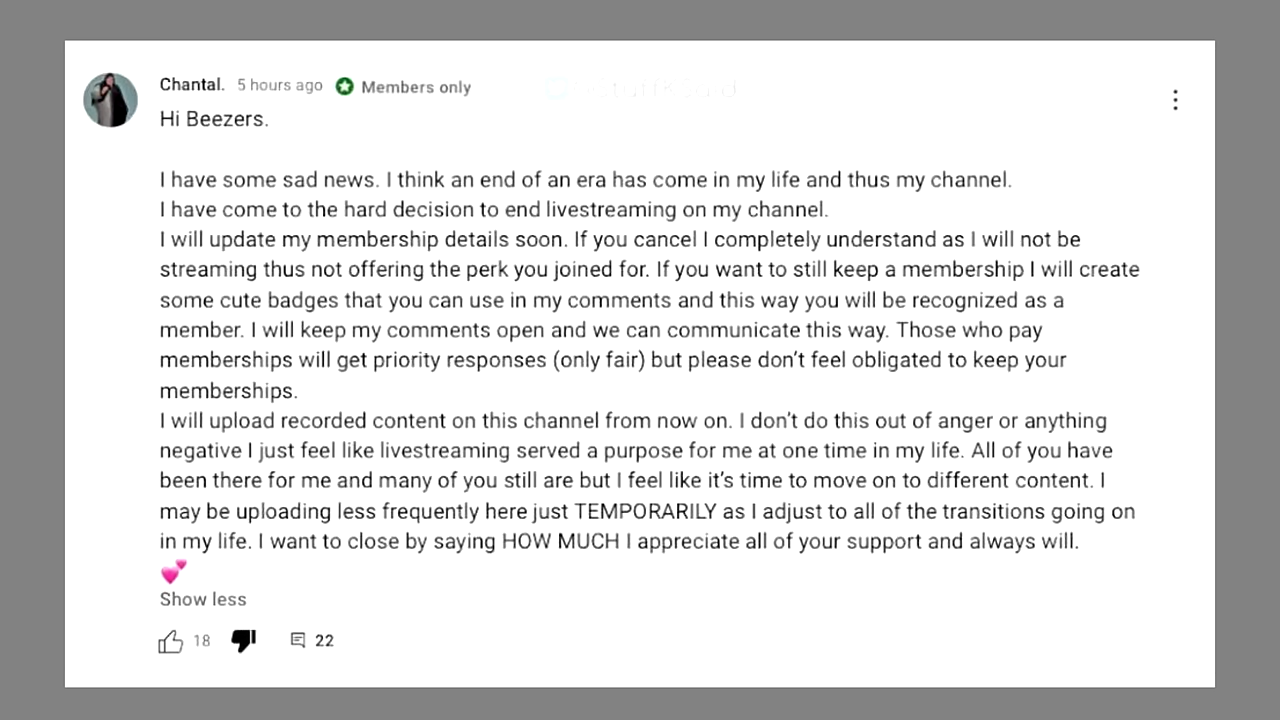 Chantal. 5 hours ago Members only
Hi Beezers.
I have some sad news. I think an end of an era has come in my life and thus my channel.
I have come to the hard decision to end livestreaming on my channel.
I will update my membership details soon. If you cancel I completely understand as I will not be
streaming thus not offering the perk you joined for. If you want to still keep a membership I will create
some cute badges that you can use in my comments and this way you will be recognized as a
member. I will keep my comments open and we can communicate this way. Those who pay
memberships will get priority responses (only fair) but please don't feel obligated to keep your
memberships.
I will upload recorded content on this channel from now on. I don't do this out of anger or anything
negative I just feel like livestreaming served a purpose for me at one time in my life. All of you have
been there for me and many of you still are but I feel like it's time to move on to different content. I
may be uploading less frequently here just TEMPORARILY as I adjust to all of the transitions going on
in my life. I want to close by saying HOW MUCH I appreciate all of your support and always will.
💕
Show less
18 22